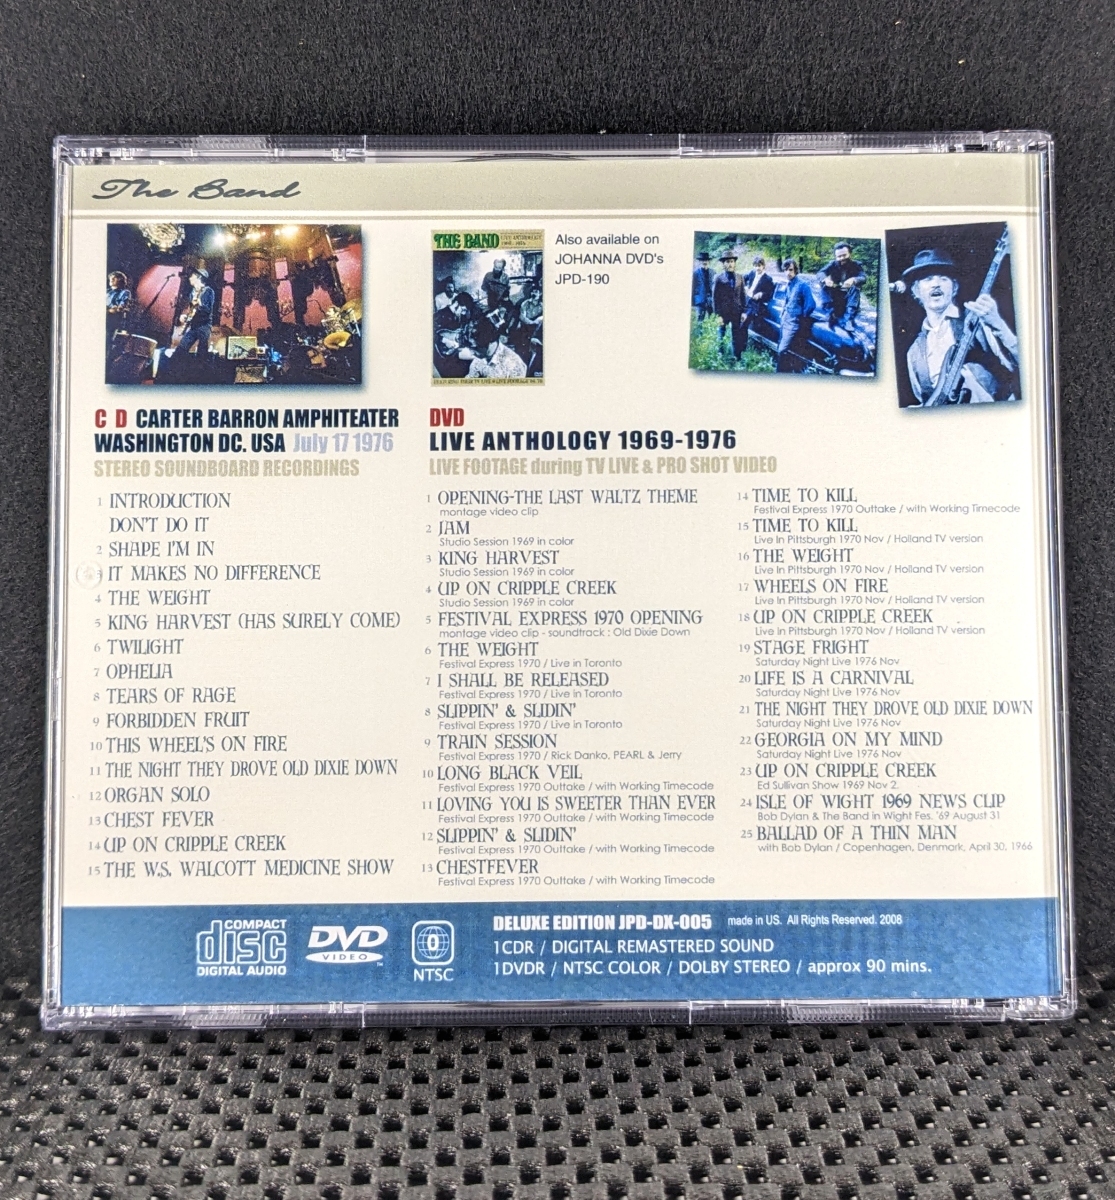 The Band
THE BAND
Also available on
JOHANNA DVD's
JPD-190
CD CARTER BARRON AMPHITEATER
WASHINGTON DC. USA July 17 1976
STEREO SOUNDBOARD RECORDINGS
1 INTRODUCTION
DON'T DO IT
2 SHAPE I'M IN
3 IT MAKES NO DIFFERENCE
4 THE WEIGHT
5 KING HARVEST (HAS SURELY COME)
6 TWILIGHT
7 OPHELIA
8 TEARS OF RAGE
9 FORBIDDEN FRUIT
10 THIS WHEEL'S ON FIRE
11 THE NIGHT THEY DROVE OLD DIXIE DOWN
12 ORGAN SOLO
13 CHEST FEVER
14 UP ON CRIPPLE CREEK
15 THE W.S. WALCOTT MEDICINE SHOW
DVD
LIVE ANTHOLOGY 1969-1976
LIVE FOOTAGE during TV LIVE & PRO SHOT VIDEO
1 OPENING-THE LAST WALTZ THEME
montage video clip
2 JAM
Studio Session 1969 in color
3 KING HARVEST
Studio Session 1969 in color
4 UP ON CRIPPLE CREEK
Studio Session 1969 in color
5 FESTIVAL EXPRESS 1970 OPENING
montage video clip - soundtrack : Old Dixie Down
6 THE WEIGHT
Festival Express 1970 / Live in Toronto
7 I SHALL BE RELEASED
Festival Express 1970 / Live in Toronto
8 SLIPPIN' & SLIDIN'
Festival Express 1970 / Live in Toronto
9 TRAIN SESSION
Festival Express 1970 / Rick Danko, PEARL & Jerry
10 LONG BLACK VEIL
Festival Express 1970 Outtake / with Working Timecode
11 LOVING YOU IS SWEETER THAN EVER
Festival Express 1970 Outtake / with Working Timecode
12 SLIPPIN' & SLIDIN'
Festival Express 1970 Outtake / with Working Timecode
13 CHESTFEVER
Festival Express 1970 Outtake / with Working Timecode
14 TIME TO KILL
Festival Express 1970 Outtake / with Working Timecode
15 TIME TO KILL
Live In Pittsburgh 1970 Nov / Holland TV version
16 THE WEIGHT
Live In Pittsburgh 1970 Nov / Holland TV version
17 WHEELS ON FIRE
Live In Pittsburgh 1970 Nov / Holland TV version
18 UP ON CRIPPLE CREEK
Live In Pittsburgh 1970 Nov / Holland TV version
19 STAGE FRIGHT
Saturday Night Live 1976 Nov
20 LIFE IS A CARNIVAL
Saturday Night Live 1976 Nov
21 THE NIGHT THEY DROVE OLD DIXIE DOWN
Saturday Night Live 1976 Nov
22 GEORGIA ON MY MIND
Saturday Night Live 1976 Nov
23 UP ON CRIPPLE CREEK
Ed Sullivan Show 1969 Nov 2.
24 ISLE OF WIGHT 1969 NEWS CLIP
Bob Dylan & The Band in Wight Fes. '69 August 31
25 BALLAD OF A THIN MAN
with Bob Dylan / Copenhagen, Denmark, April 30, 1966
COMPACT
disc
DIGITAL AUDIO
DVD
VIDEO
TM
0
NTSC
DELUXE EDITION JPD-DX-005 made in US. All Rights Reserved. 2008
1CDR / DIGITAL REMASTERED SOUND
1DVDR / NTSC COLOR / DOLBY STEREO / approx 90 mins.